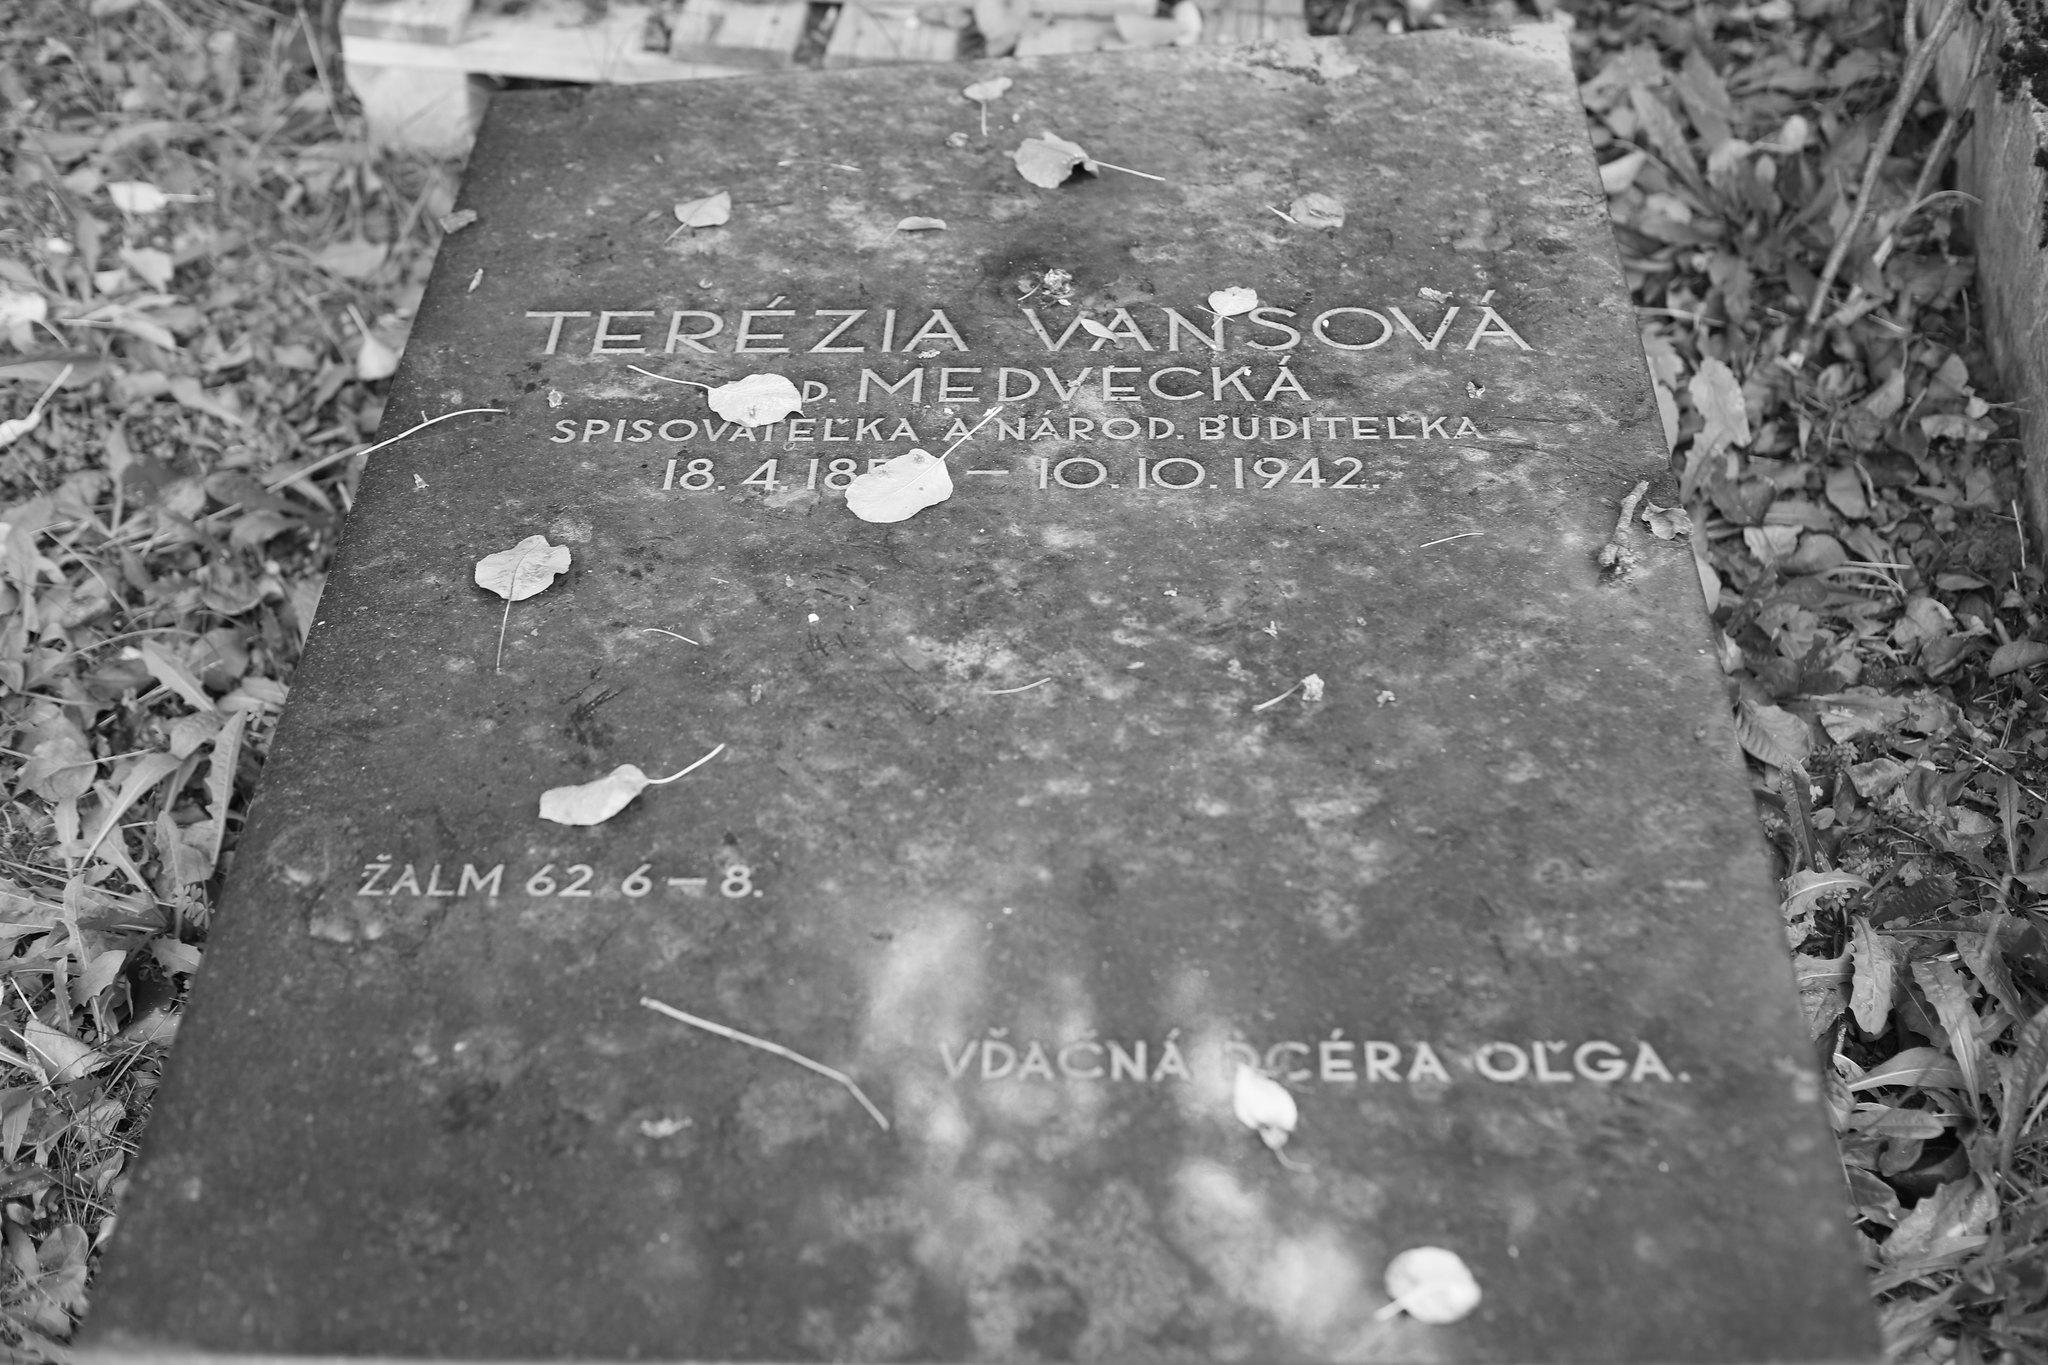 TERÉZIA VANSOVÁ
D. MEDVECKÁ
SPISOVATEĽKA A NÁROD. BUDITEĽKA
18. 4. – 10. 10. 1942.
ŽALM 62 6 – 8.
VĎAČNÁ DCÉRA OĽGA.